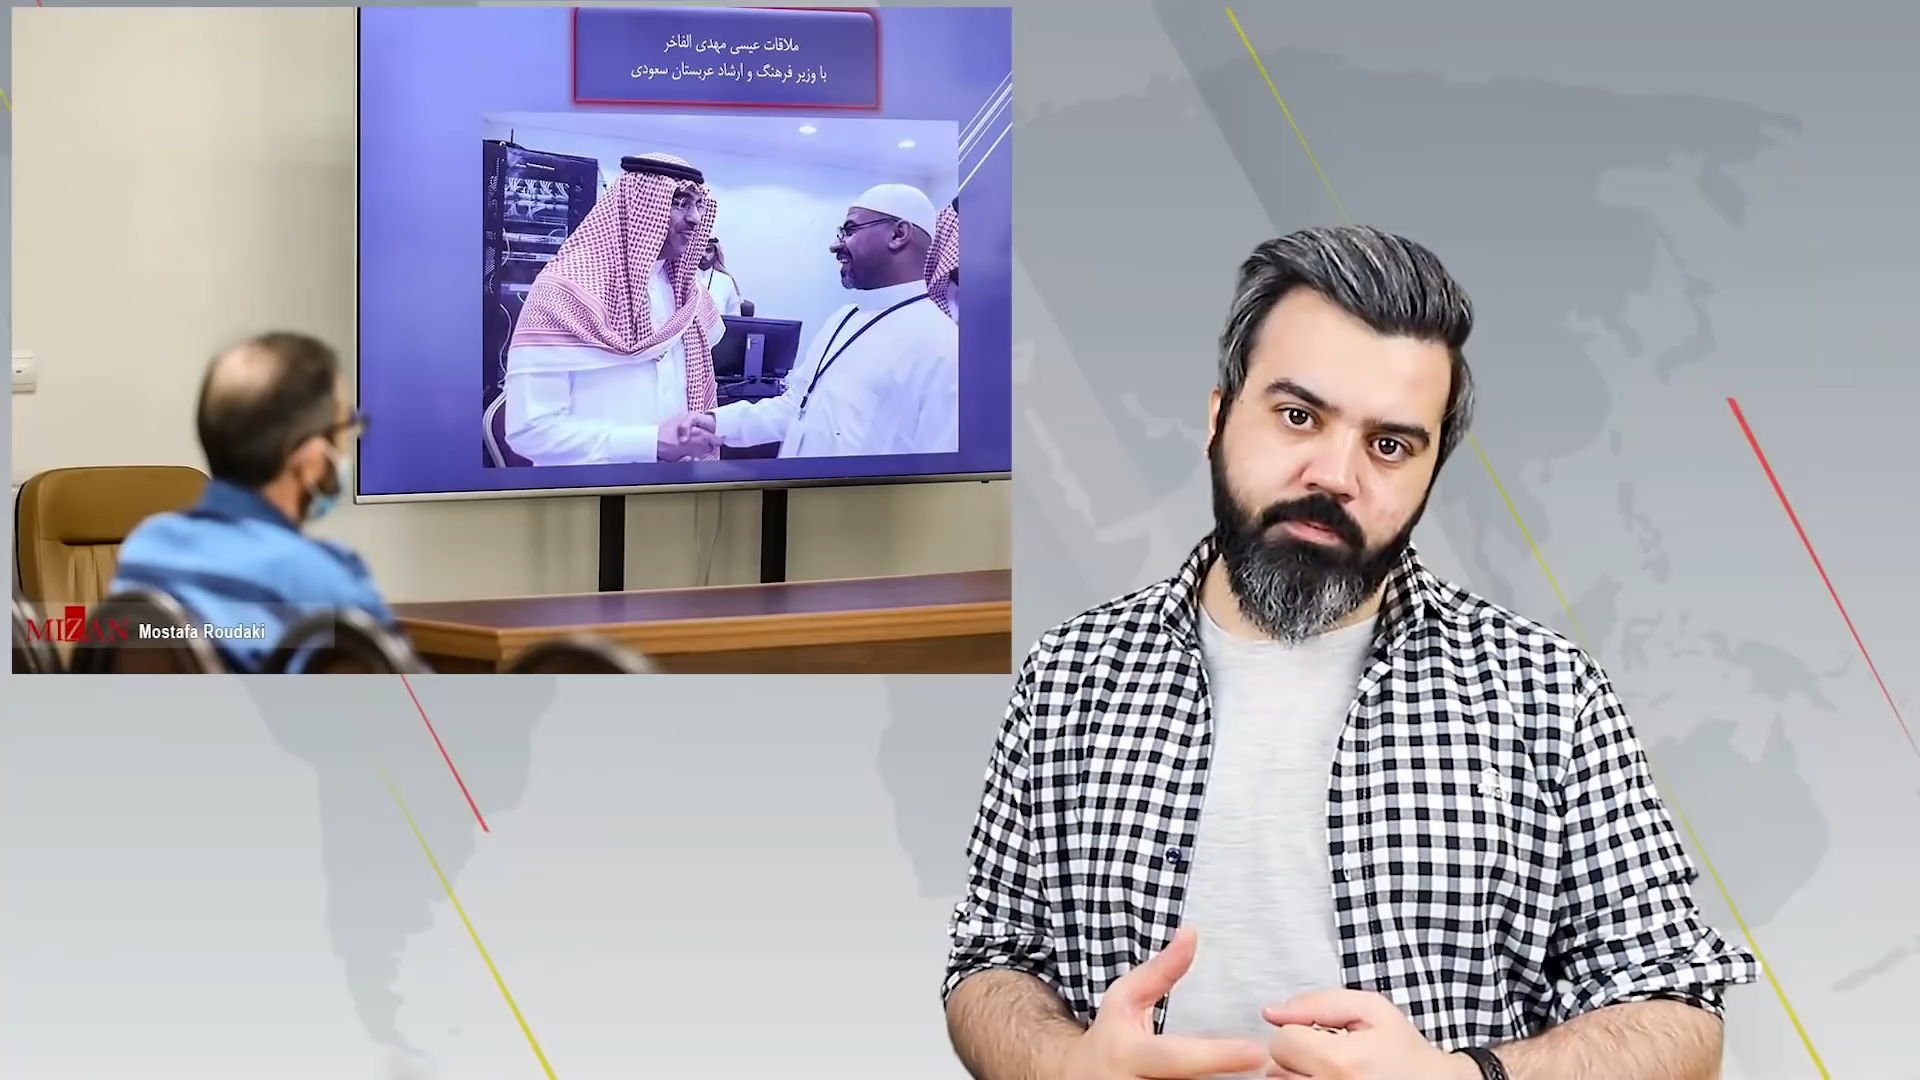 ملاقات عیسی مهدی الفاخر
با وزیر فرهنگ و ارشاد عربستان سعودی
MIZAN Mostafa Roudaki